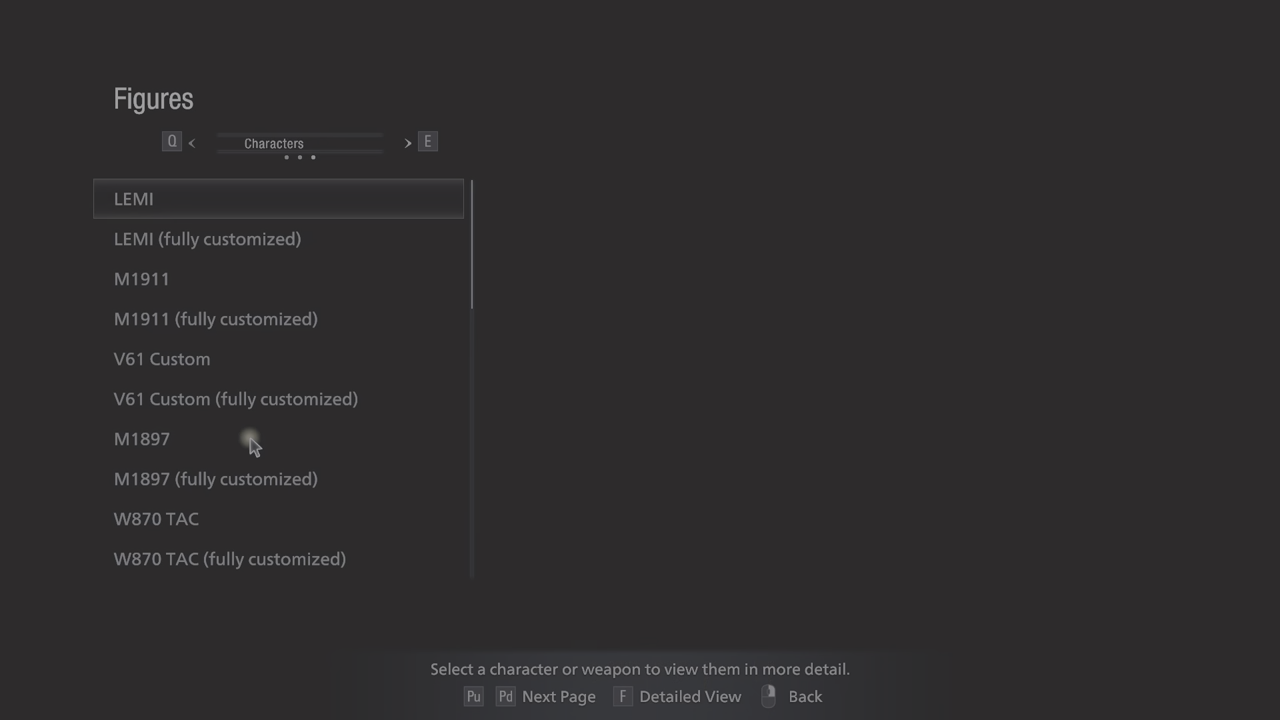 Figures
Q < Characters > E
LEMI
LEMI (fully customized)
M1911
M1911 (fully customized)
V61 Custom
V61 Custom (fully customized)
M1897
M1897 (fully customized)
W870 TAC
W870 TAC (fully customized)
Select a character or weapon to view them in more detail.
Pu Pd Next Page F Detailed View Back